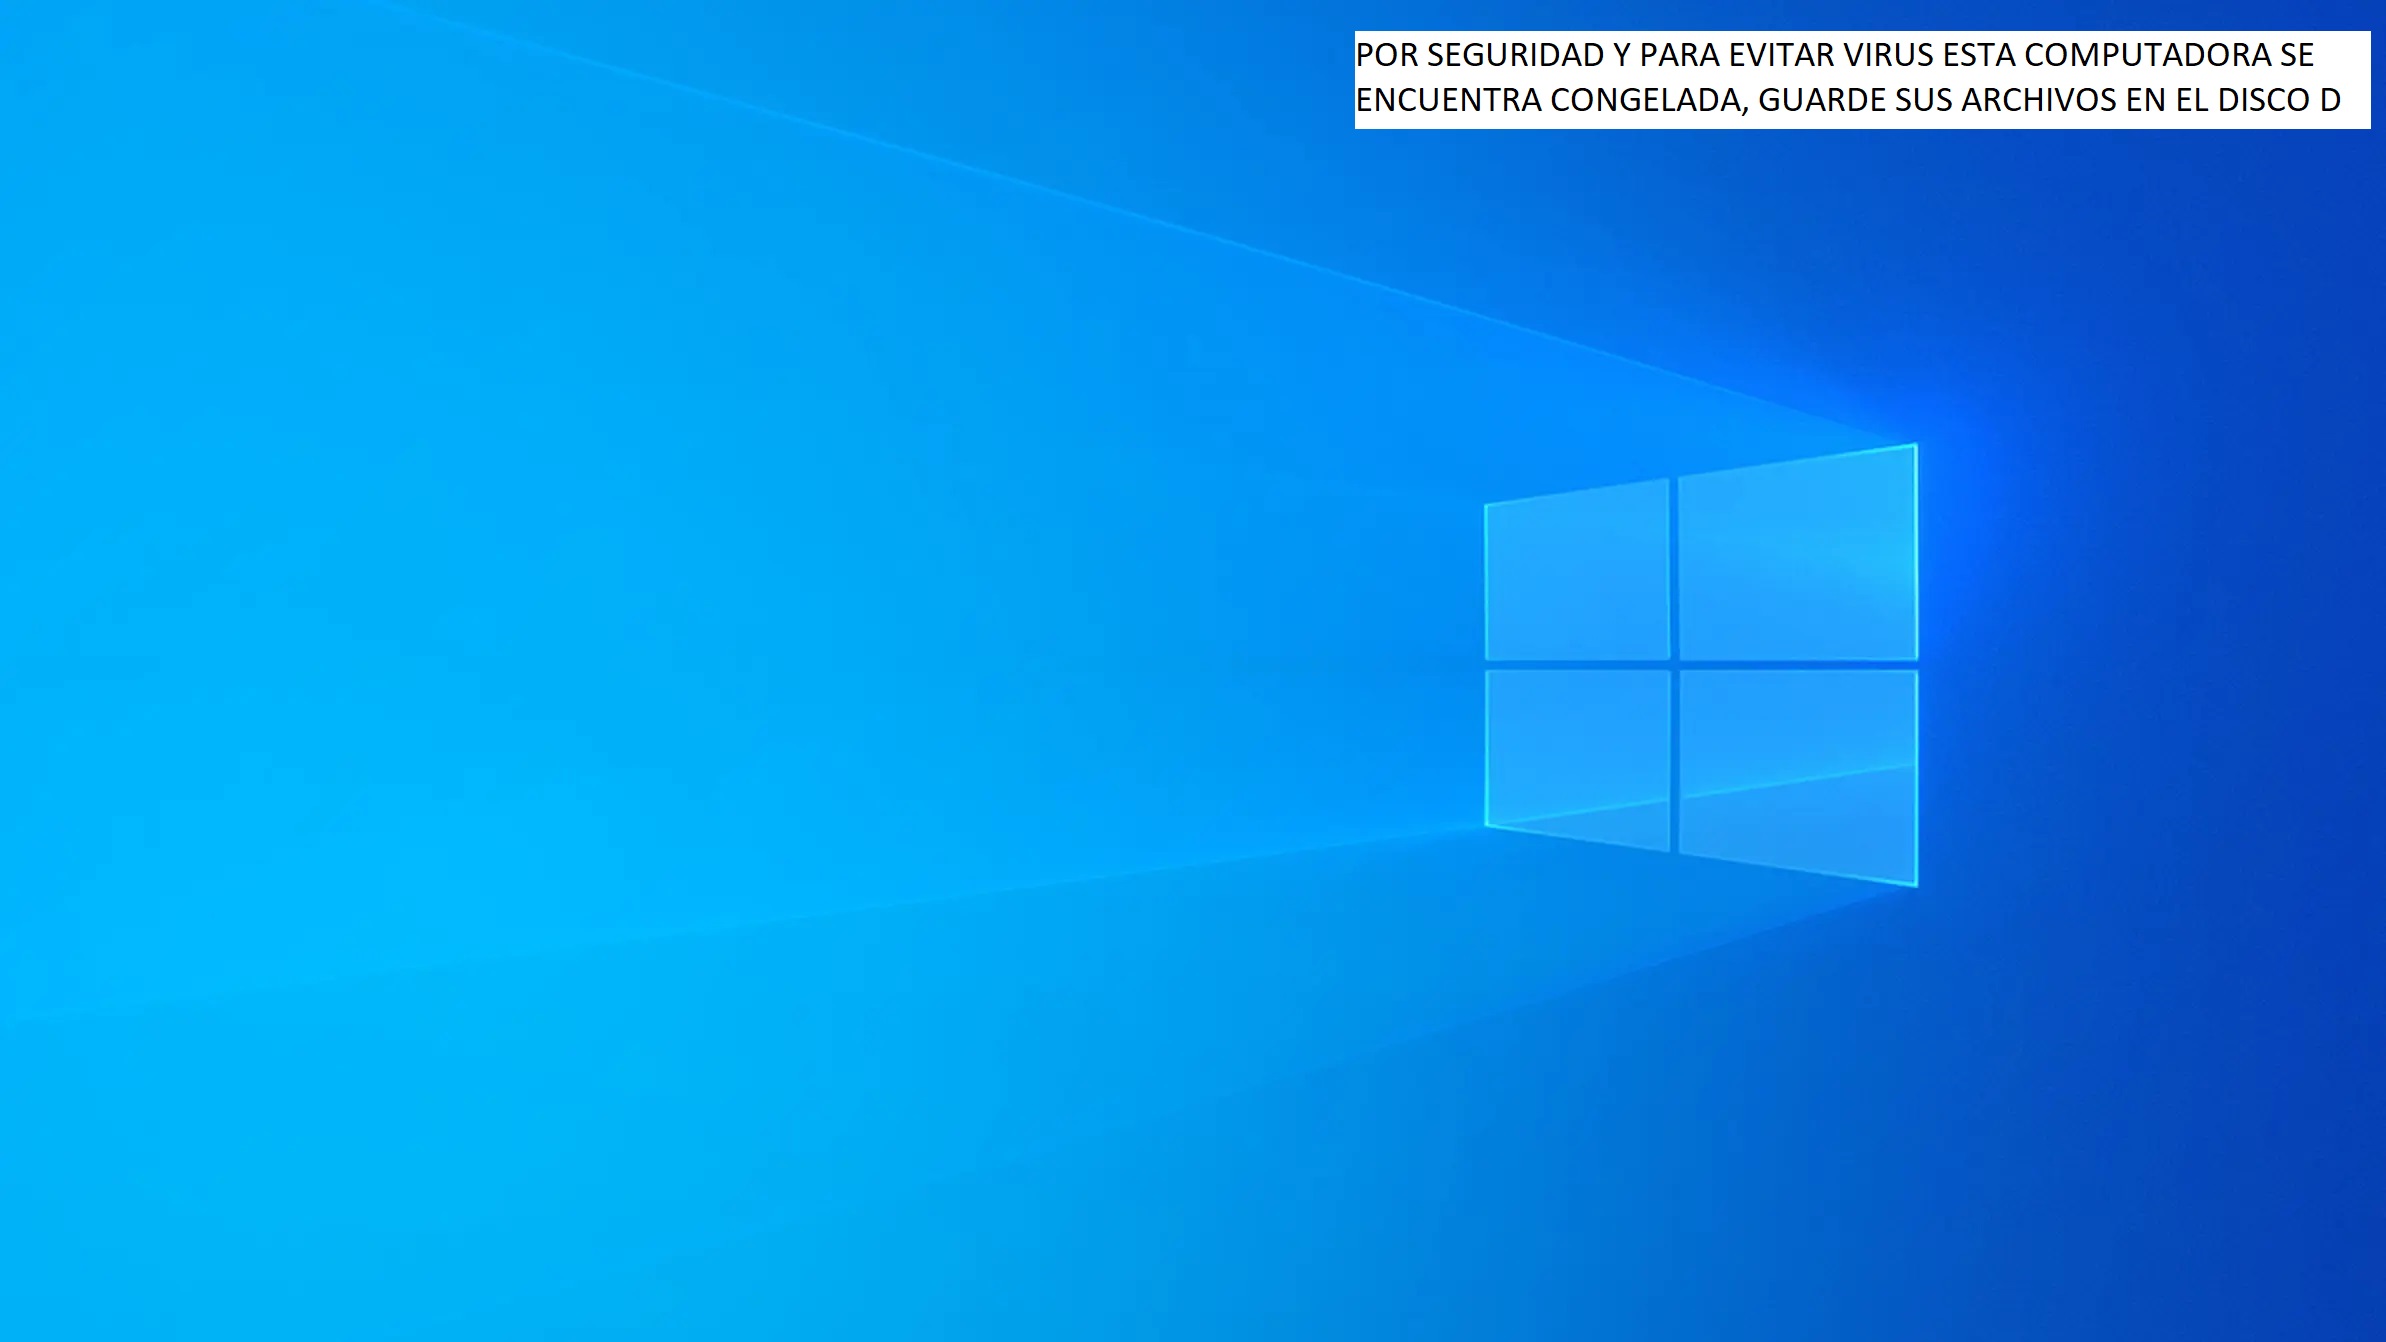 POR SEGURIDAD Y PARA EVITAR VIRUS ESTA COMPUTADORA SE
ENCUENTRA CONGELADA, GUARDE SUS ARCHIVOS EN EL DISCO D